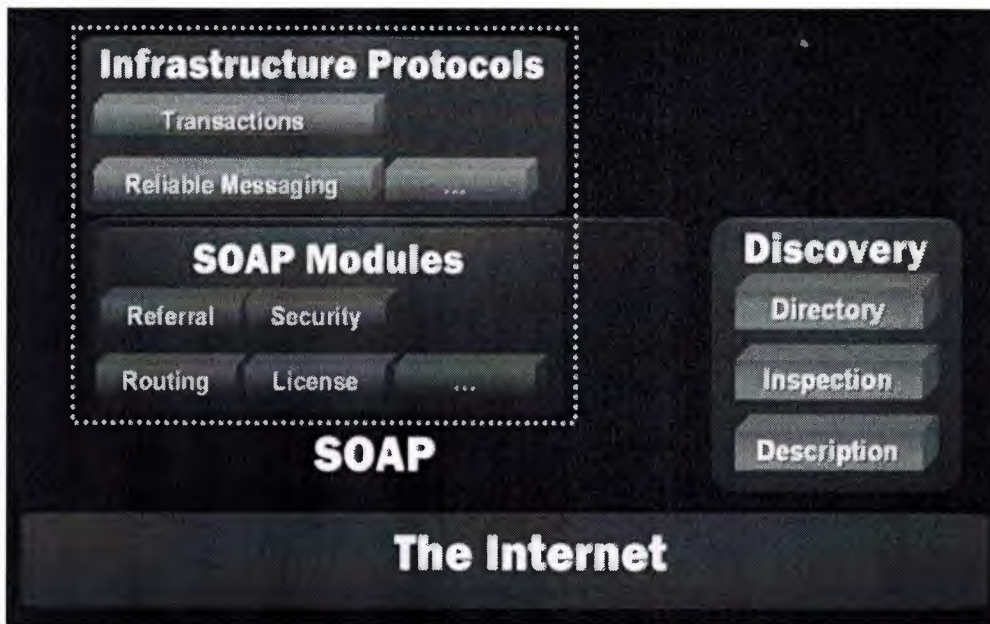 Infrastructure Protocols
Transactions
Reliable Messaging ...
SOAP Modules
Referral Security
Routing License ...
SOAP
Discovery
Directory
Inspection
Description
The Internet